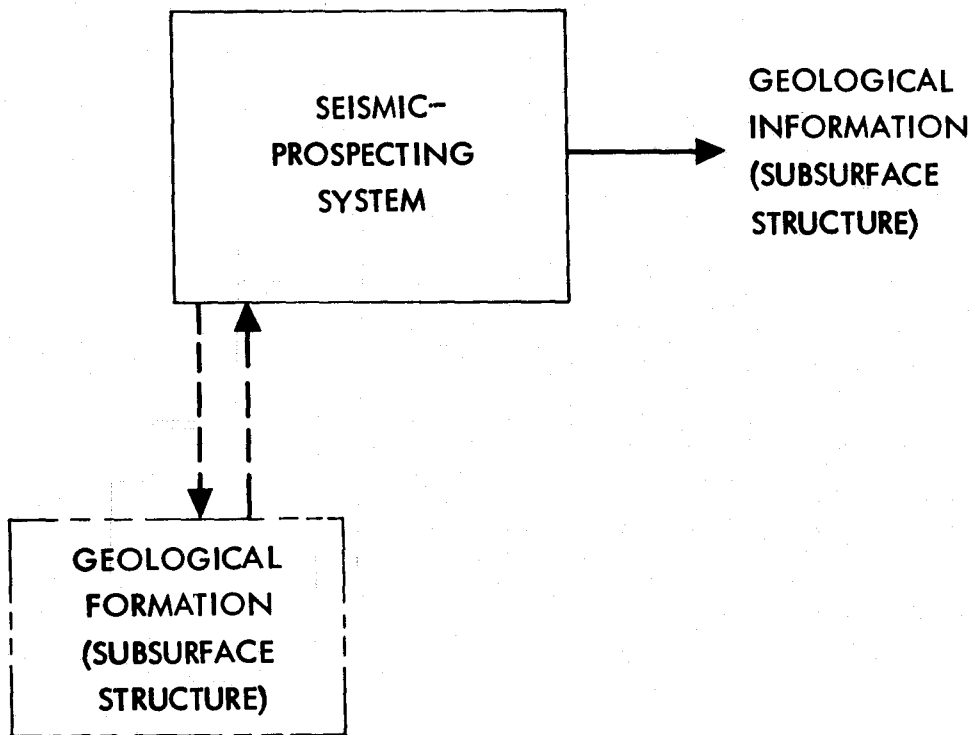 SEISMIC-
PROSPECTING
SYSTEM
GEOLOGICAL
INFORMATION
(SUBSURFACE
STRUCTURE)
GEOLOGICAL
FORMATION
(SUBSURFACE
STRUCTURE)